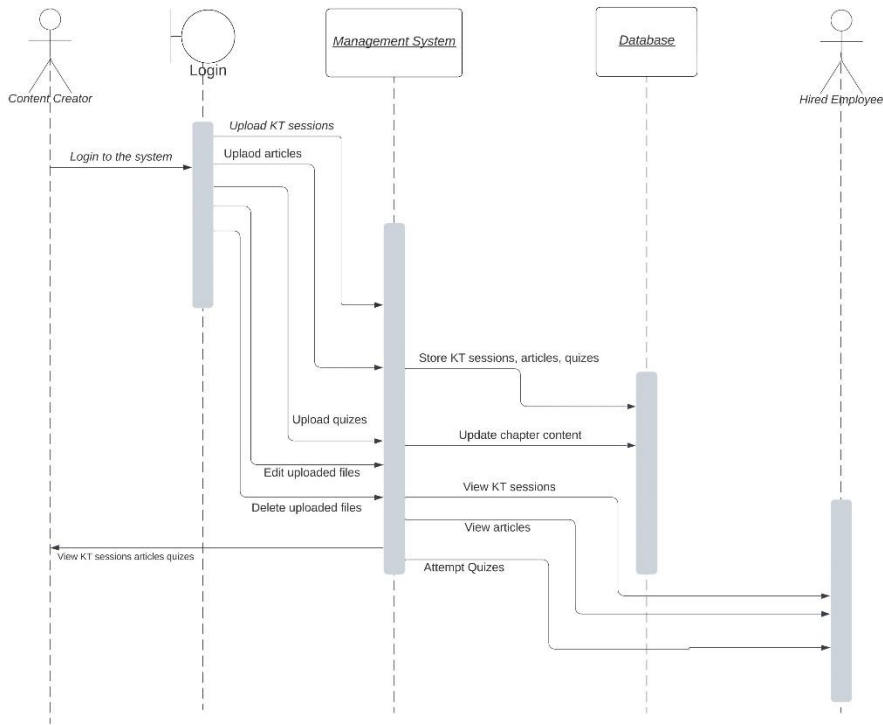 Login
Management System
Database
Content Creator
Hired Employee
Upload KT sessions
Login to the system
Uplaod articles
Store KT sessions, articles, quizes
Upload quizes
Update chapter content
Edit uploaded files
View KT sessions
Delete uploaded files
View articles
View KT sessions articles quizes
Attempt Quizes